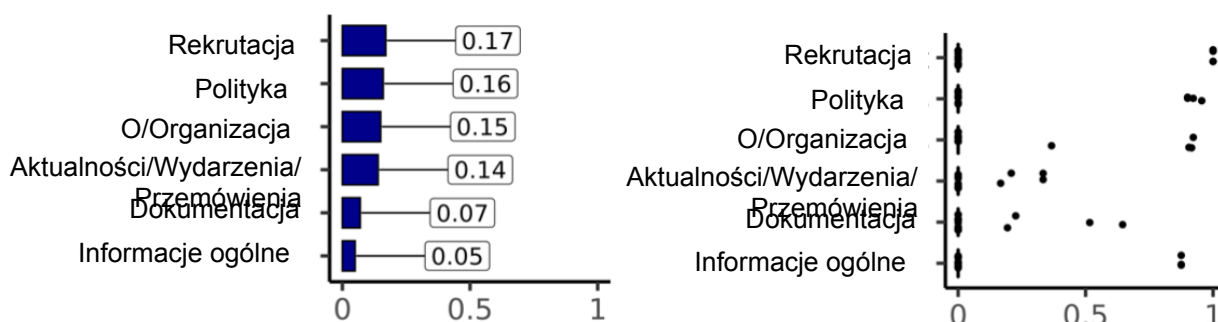 Rekrutacja
0.17
Polityka
0.16
O/Organizacja
0.15
Aktualności/Wydarzenia/
Przemówienia
0.14
Dokumentacja
0.07
Informacje ogólne
0.05
0 0.5 1
Rekrutacja
Polityka
O/Organizacja
Aktualności/Wydarzenia/
Przemówienia
Dokumentacja
Informacje ogólne
0 0.5 1